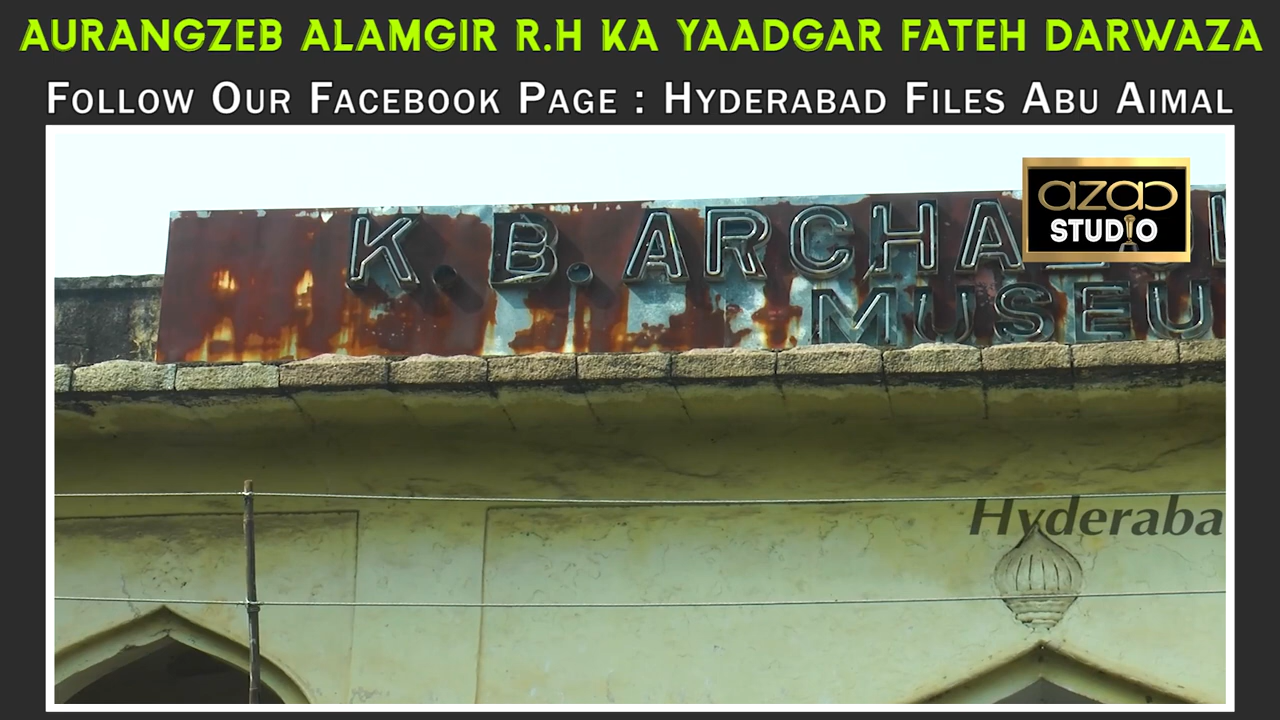 AURANGZEB ALAMGIR R.H KA YAADGAR FATEH DARWAZA
FOLLOW OUR FACEBOOK PAGE : HYDERABAD FILES ABU AIMAL
azad
STUDIO
K.B. ARCHA
MUSEU
Hyderaba